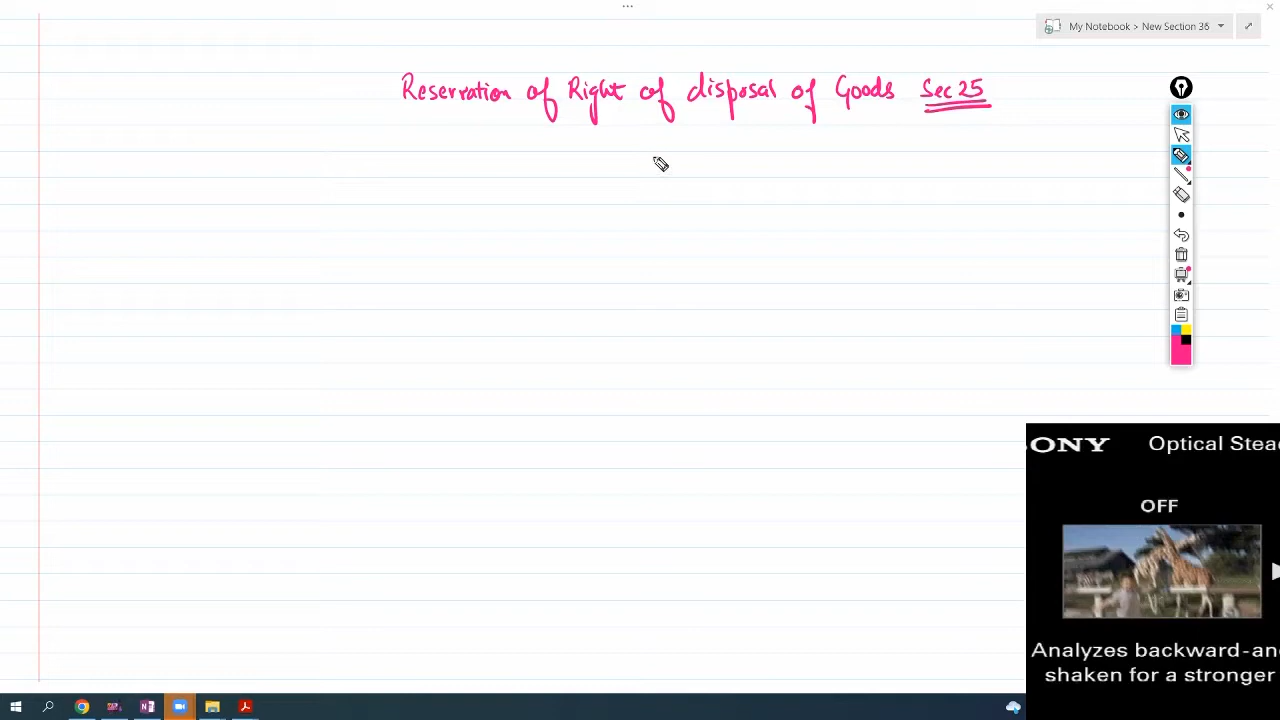 My Notebook > New Section 36
Reservation of Right of disposal of Goods Sec 25
ONY Optical Stead
OFF
Analyzes backward-an
shaken for a stronger